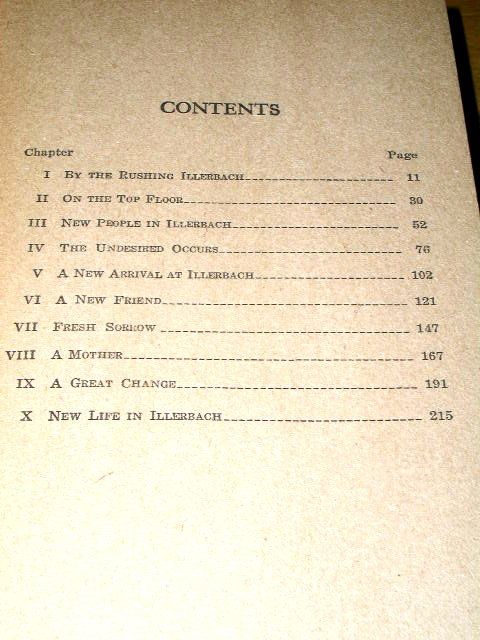 CONTENTS
Chapter Page
I BY THE RUSHING ILLERBACH 11
II ON THE TOP FLOOR 30
III NEW PEOPLE IN ILLERBACH 52
IV THE UNDESIRED OCCURS 76
V A NEW ARRIVAL AT ILLERBACH 102
VI A NEW FRIEND 121
VII FRESH SORROW 147
VIII A MOTHER 167
IX A GREAT CHANGE 191
X NEW LIFE IN ILLERBACH 215